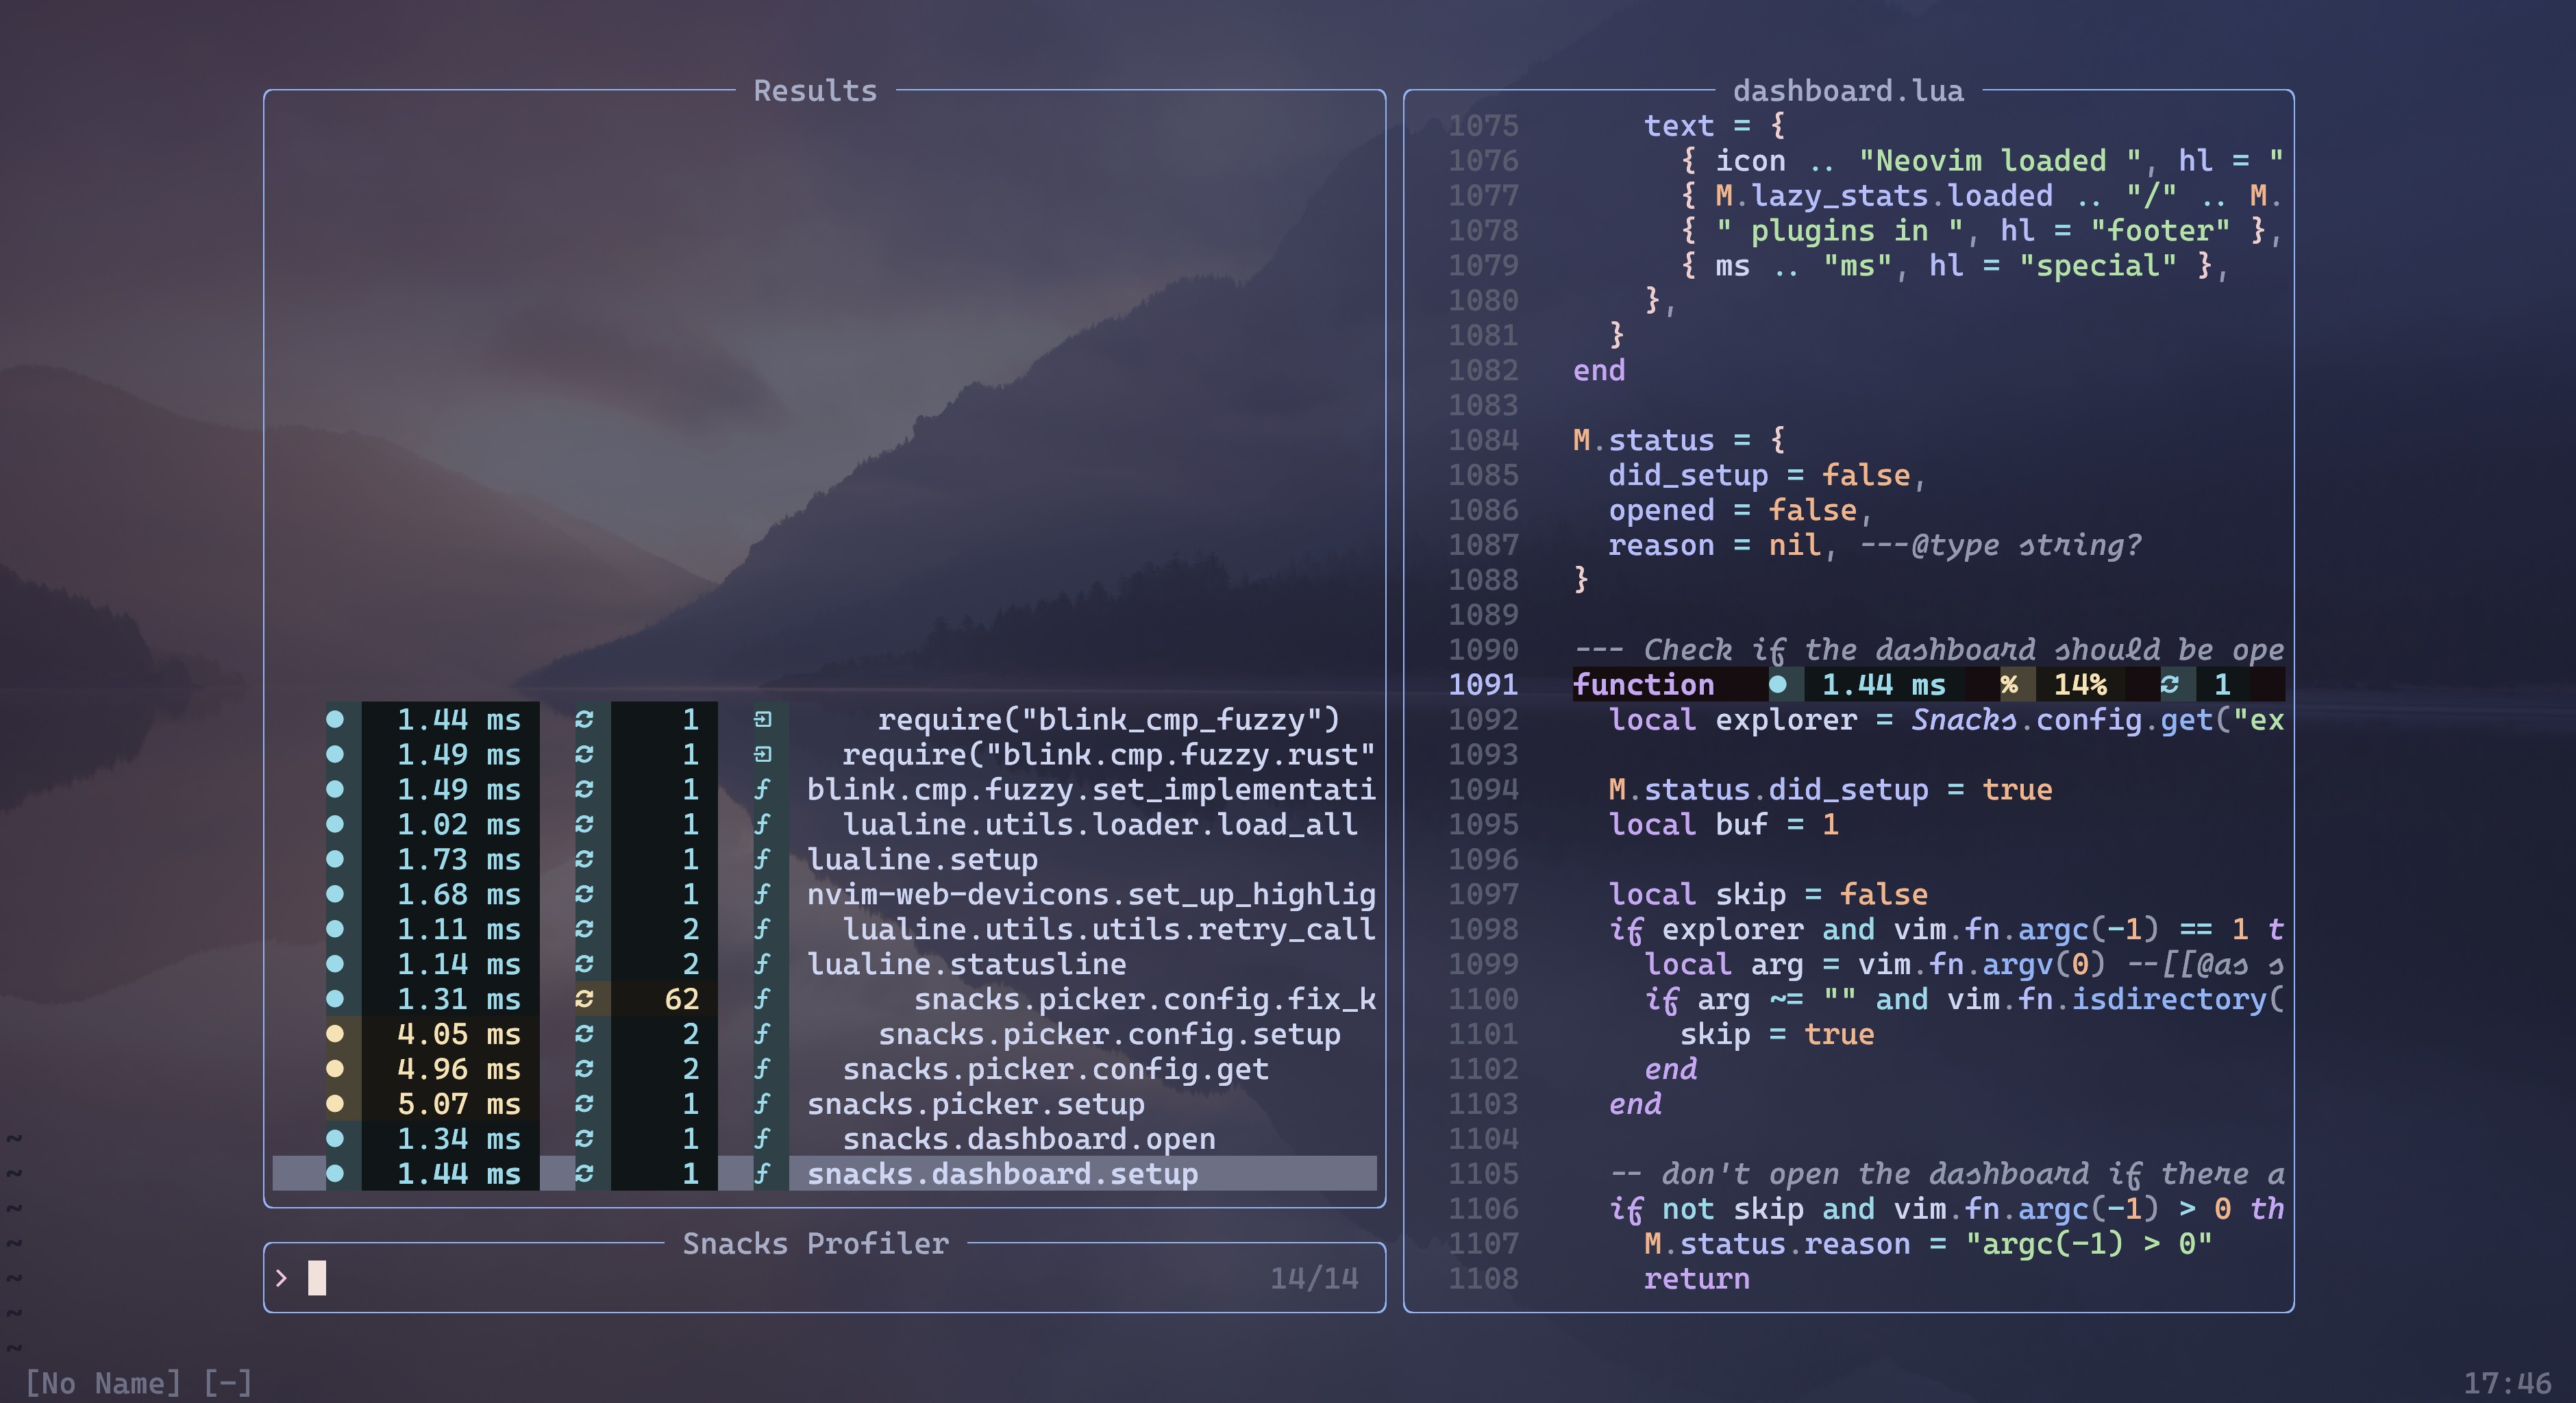 Results
1.44 ms 1 require("blink_cmp_fuzzy")
1.49 ms 1 require("blink.cmp.fuzzy.rust"
1.49 ms 1 f blink.cmp.fuzzy.set_implementati
1.02 ms 1 f lualine.utils.loader.load_all
1.73 ms 1 f lualine.setup
1.68 ms 1 f nvim-web-devicons.set_up_highlig
1.11 ms 2 f lualine.utils.utils.retry_call
1.14 ms 2 f lualine.statusline
1.31 ms 62 f snacks.picker.config.fix_k
4.05 ms 2 f snacks.picker.config.setup
4.96 ms 2 f snacks.picker.config.get
5.07 ms 1 f snacks.picker.setup
1.34 ms 1 f snacks.dashboard.open
1.44 ms 1 f snacks.dashboard.setup
Snacks Profiler
> 14/14
dashboard.lua
1075 text = {
1076 { icon .. "Neovim loaded ", hl = "
1077 { M.lazy_stats.loaded .. "/" .. M.
1078 { " plugins in ", hl = "footer" },
1079 { ms .. "ms", hl = "special" },
1080 },
1081 }
1082 end
1083
1084 M.status = {
1085 did_setup = false,
1086 opened = false,
1087 reason = nil, ---@type string?
1088 }
1089
1090 --- Check if the dashboard should be ope
1091 function 1.44 ms % 14% 1
1092 local explorer = Snacks.config.get("ex
1093
1094 M.status.did_setup = true
1095 local buf = 1
1096
1097 local skip = false
1098 if explorer and vim.fn.argc(-1) == 1 t
1099 local arg = vim.fn.argv(0) --[[@as s
1100 if arg ~= "" and vim.fn.isdirectory(
1101 skip = true
1102 end
1103 end
1104
1105 -- don't open the dashboard if there a
1106 if not skip and vim.fn.argc(-1) > 0 th
1107 M.status.reason = "argc(-1) > 0"
1108 return
~
~
~
~
~
~
~
[No Name] [-]
17:46